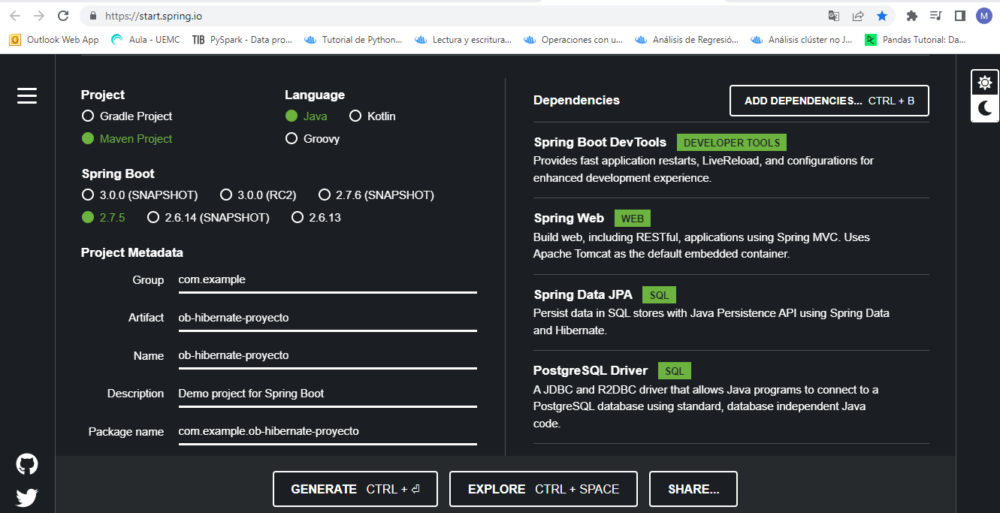 https://start.spring.io
M
Outlook Web App
Aula - UEMC
TIB PySpark - Data pro...
Tutorial de Python...
Lectura y escritura...
Operaciones con u...
Análisis de Regresió...
Análisis clúster no J...
Pandas Tutorial: Da...
Project
Gradle Project
Maven Project
Language
Java Kotlin
Groovy
Spring Boot
3.0.0 (SNAPSHOT) 3.0.0 (RC2) 2.7.6 (SNAPSHOT)
2.7.5 2.6.14 (SNAPSHOT) 2.6.13
Project Metadata
Group com.example
Artifact ob-hibernate-proyecto
Name ob-hibernate-proyecto
Description Demo project for Spring Boot
Package name com.example.ob-hibernate-proyecto
Dependencies
ADD DEPENDENCIES... CTRL + B
Spring Boot DevTools DEVELOPER TOOLS
Provides fast application restarts, LiveReload, and configurations for
enhanced development experience.
Spring Web WEB
Build web, including RESTful, applications using Spring MVC. Uses
Apache Tomcat as the default embedded container.
Spring Data JPA SQL
Persist data in SQL stores with Java Persistence API using Spring Data
and Hibernate.
PostgreSQL Driver SQL
A JDBC and R2DBC driver that allows Java programs to connect to a
PostgreSQL database using standard, database independent Java
code.
GENERATE CTRL + ⏎
EXPLORE CTRL + SPACE
SHARE...